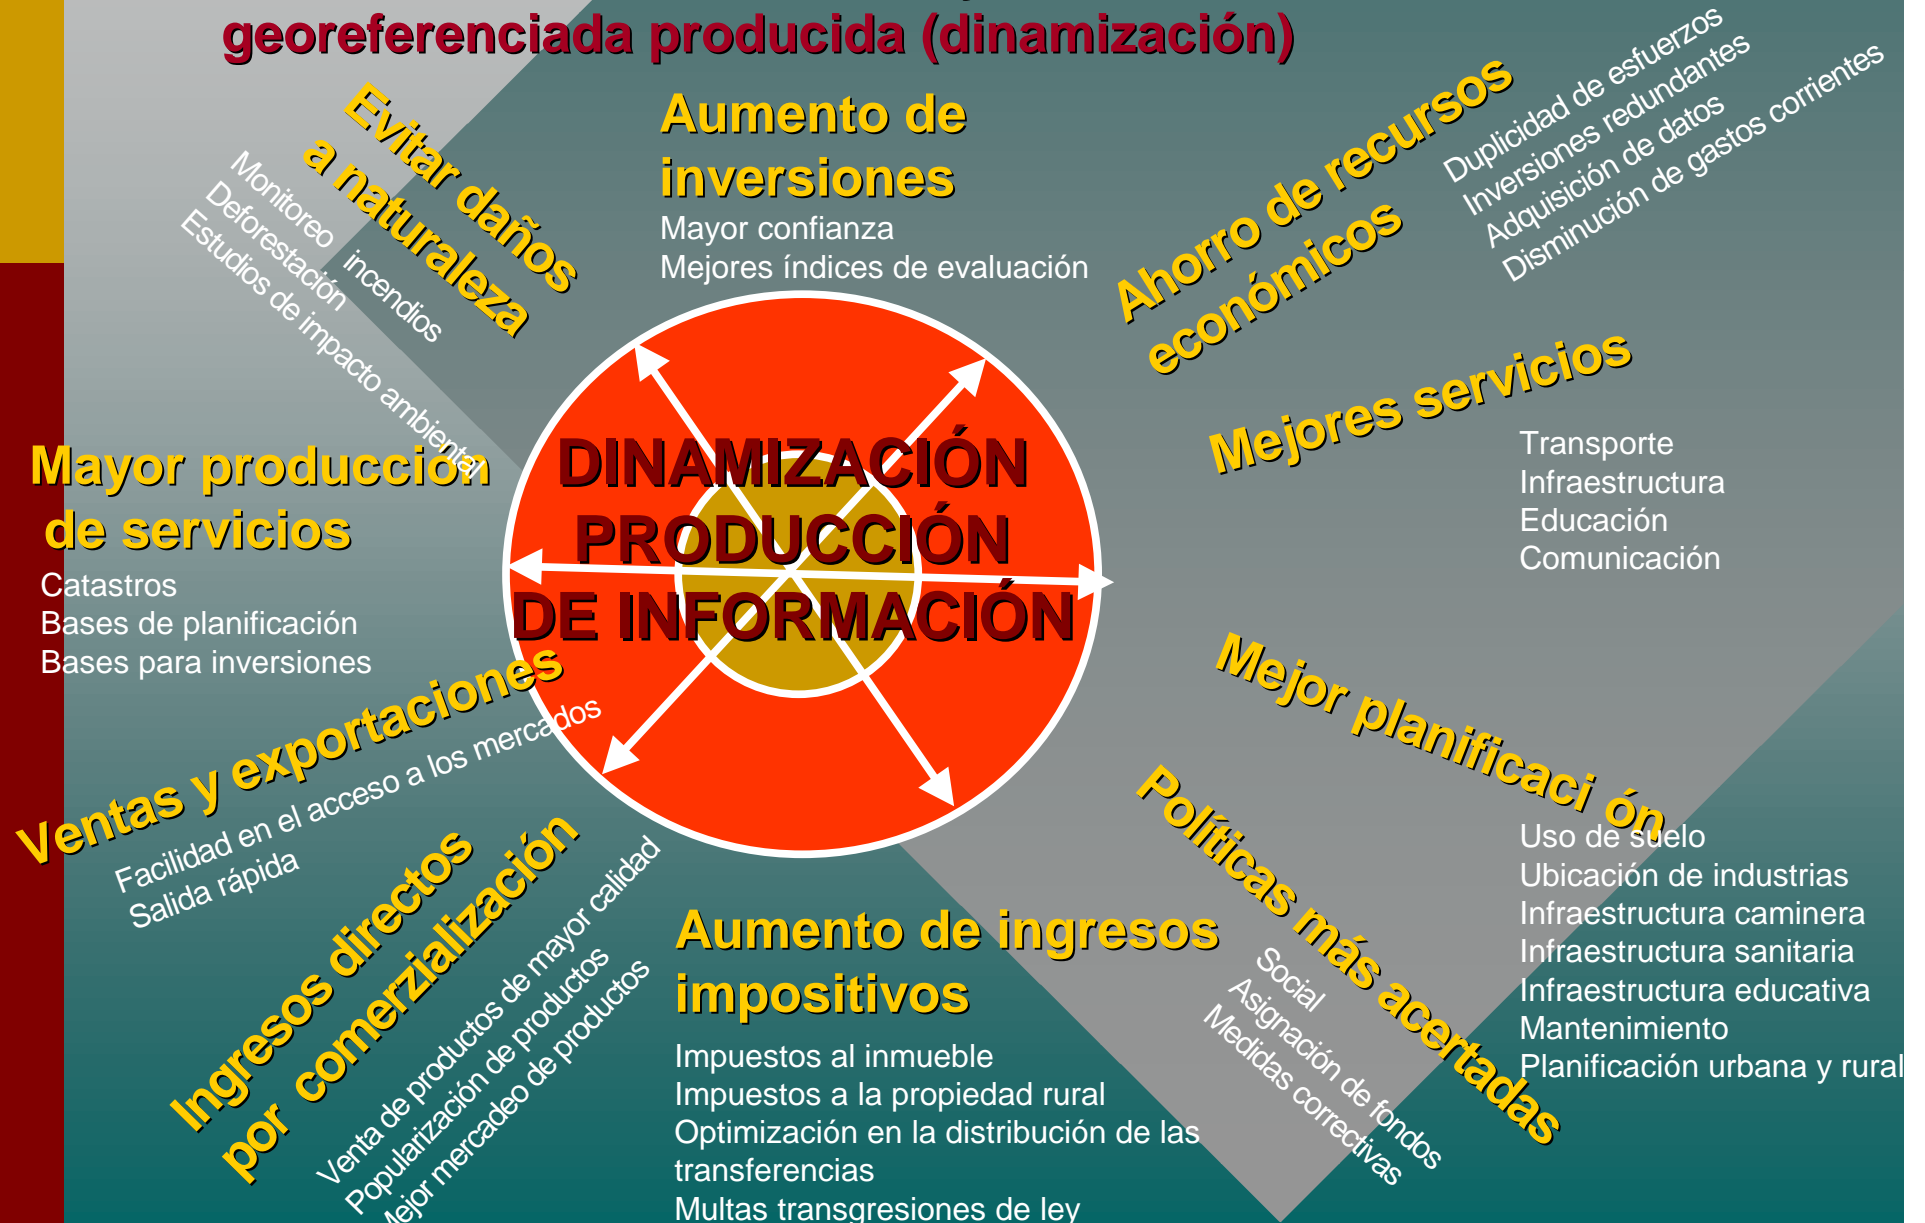 georeferenciada producida (dinamización)
Evitar daños
a naturaleza
Monitoreo incendios
Deforestación
Estudios de impacto ambiental
Aumento de
inversiones
Mayor confianza
Mejores índices de evaluación
Ahorro de recursos
económicos
Duplicidad de esfuerzos
Inversiones redundantes
Adquisición de datos
Disminución de gastos corrientes
Mejores servicios
Transporte
Infraestructura
Educación
Comunicación
Mayor producción
de servicios
Catastros
Bases de planificación
Bases para inversiones
DINAMIZACIÓN
PRODUCCIÓN
DE INFORMACIÓN
Mejor planificaci ón
Uso de suelo
Ubicación de industrias
Infraestructura caminera
Infraestructura sanitaria
Infraestructura educativa
Mantenimiento
Planificación urbana y rural
Ventas y exportaciones
Facilidad en el acceso a los mercados
Salida rápida
Ingresos directos
por comerzialización
Venta de productos de mayor calidad
Popularización de productos
Mejor mercadeo de productos
Aumento de ingresos
impositivos
Impuestos al inmueble
Impuestos a la propiedad rural
Optimización en la distribución de las
transferencias
Multas transgresiones de ley
Políticas más acertadas
Social
Asignación de fondos
Medidas correctivas